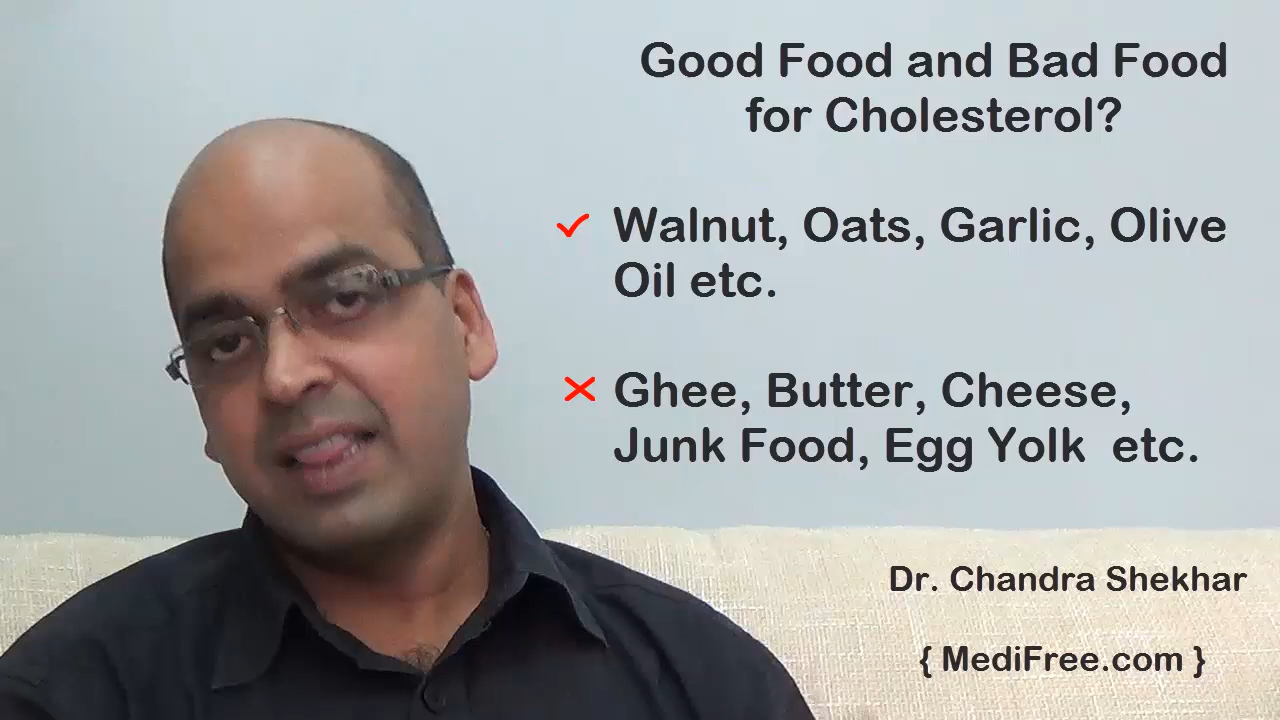 Good Food and Bad Food
for Cholesterol?
Walnut, Oats, Garlic, Olive
Oil etc.
Ghee, Butter, Cheese,
Junk Food, Egg Yolk etc.
Dr. Chandra Shekhar
{ MediFree.com }